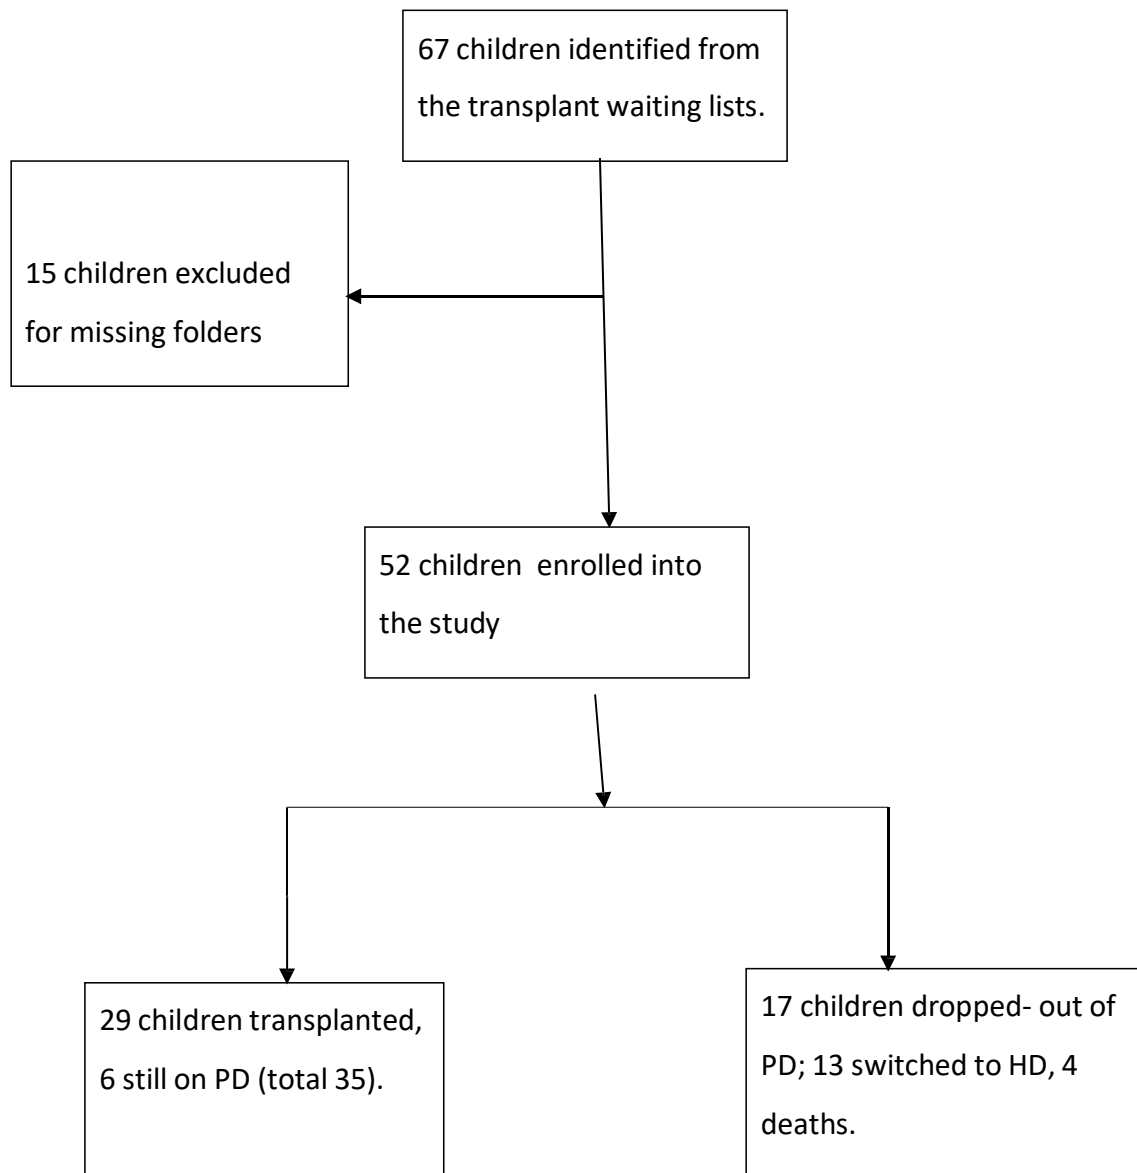 67 children identified from
the transplant waiting lists.
15 children excluded
for missing folders
52 children  enrolled into
the study
29 children transplanted,
6 still on PD (total 35).
17 children dropped- out of
PD; 13 switched to HD, 4
deaths.